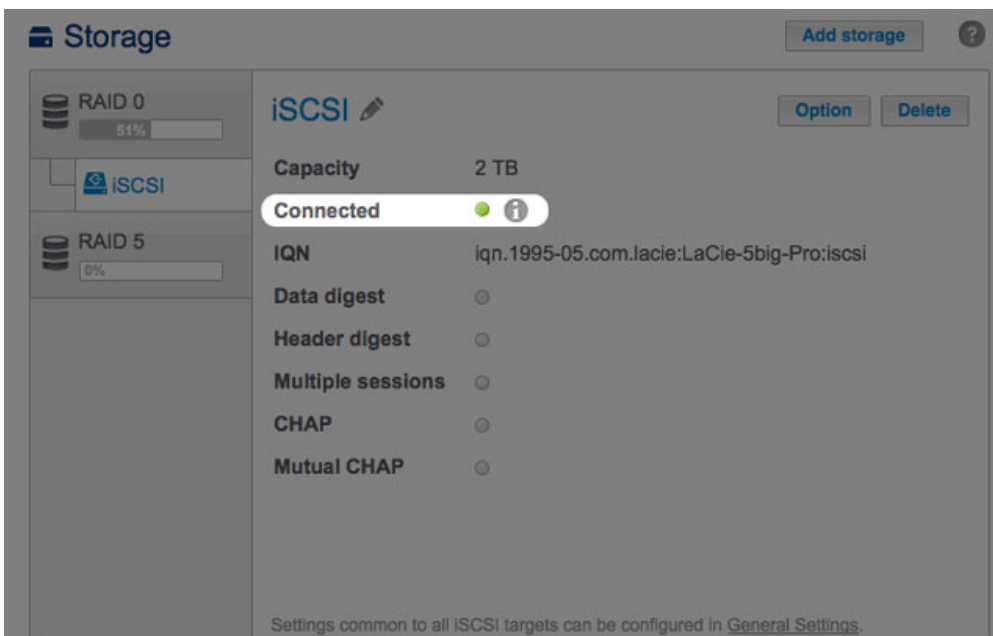 Storage
Add storage
?
RAID 0
51%
iSCSI
RAID 5
0%
iSCSI
Option
Delete
Capacity 2 TB
Connected
IQN iqn.1995-05.com.lacie:LaCie-5big-Pro:iscsi
Data digest
Header digest
Multiple sessions
CHAP
Mutual CHAP
Settings common to all iSCSI targets can be configured in General Settings.